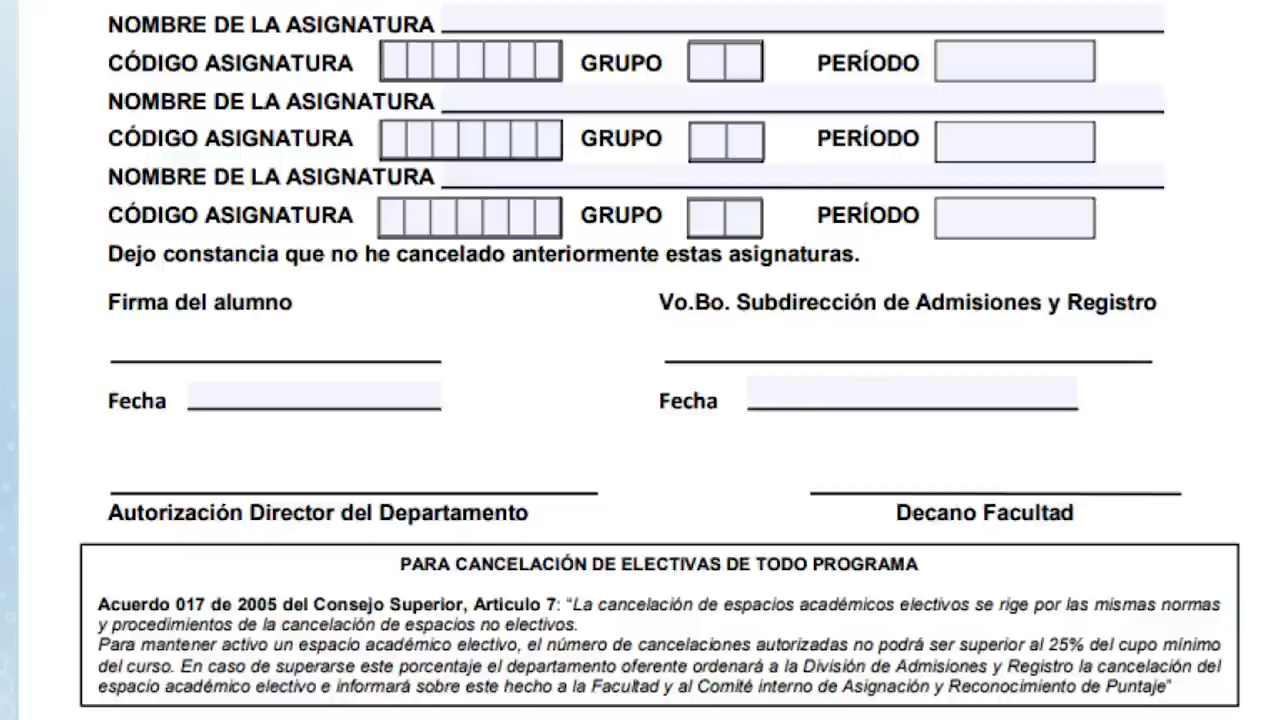 NOMBRE DE LA ASIGNATURA
CÓDIGO ASIGNATURA GRUPO PERÍODO
NOMBRE DE LA ASIGNATURA
CÓDIGO ASIGNATURA GRUPO PERÍODO
NOMBRE DE LA ASIGNATURA
CÓDIGO ASIGNATURA GRUPO PERÍODO
Dejo constancia que no he cancelado anteriormente estas asignaturas.
Firma del alumno Vo.Bo. Subdirección de Admisiones y Registro
Fecha Fecha
Autorización Director del Departamento Decano Facultad
PARA CANCELACIÓN DE ELECTIVAS DE TODO PROGRAMA
Acuerdo 017 de 2005 del Consejo Superior, Articulo 7: “La cancelación de espacios académicos electivos se rige por las mismas normas
y procedimientos de la cancelación de espacios no electivos.
Para mantener activo un espacio académico electivo, el número de cancelaciones autorizadas no podrá ser superior al 25% del cupo mínimo
del curso. En caso de superarse este porcentaje el departamento oferente ordenará a la División de Admisiones y Registro la cancelación del
espacio académico electivo e informará sobre este hecho a la Facultad y al Comité interno de Asignación y Reconocimiento de Puntaje”